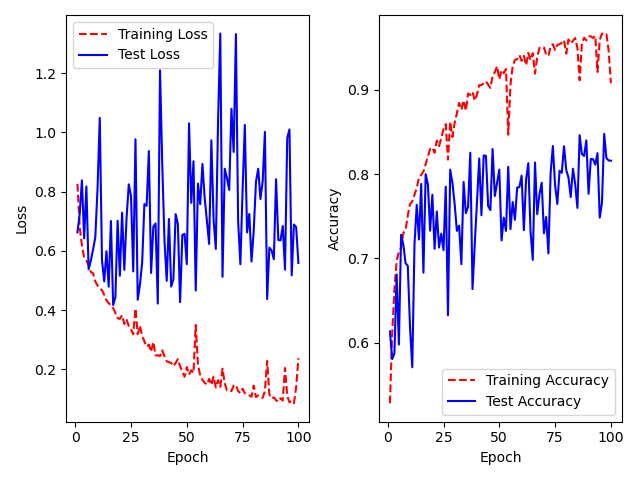 Training Loss
Test Loss
Loss
1.2
1.0
0.8
0.6
0.4
0.2
0
25
50
75
100
Epoch
Accuracy
0.9
0.8
0.7
0.6
Training Accuracy
Test Accuracy
0
25
50
75
100
Epoch